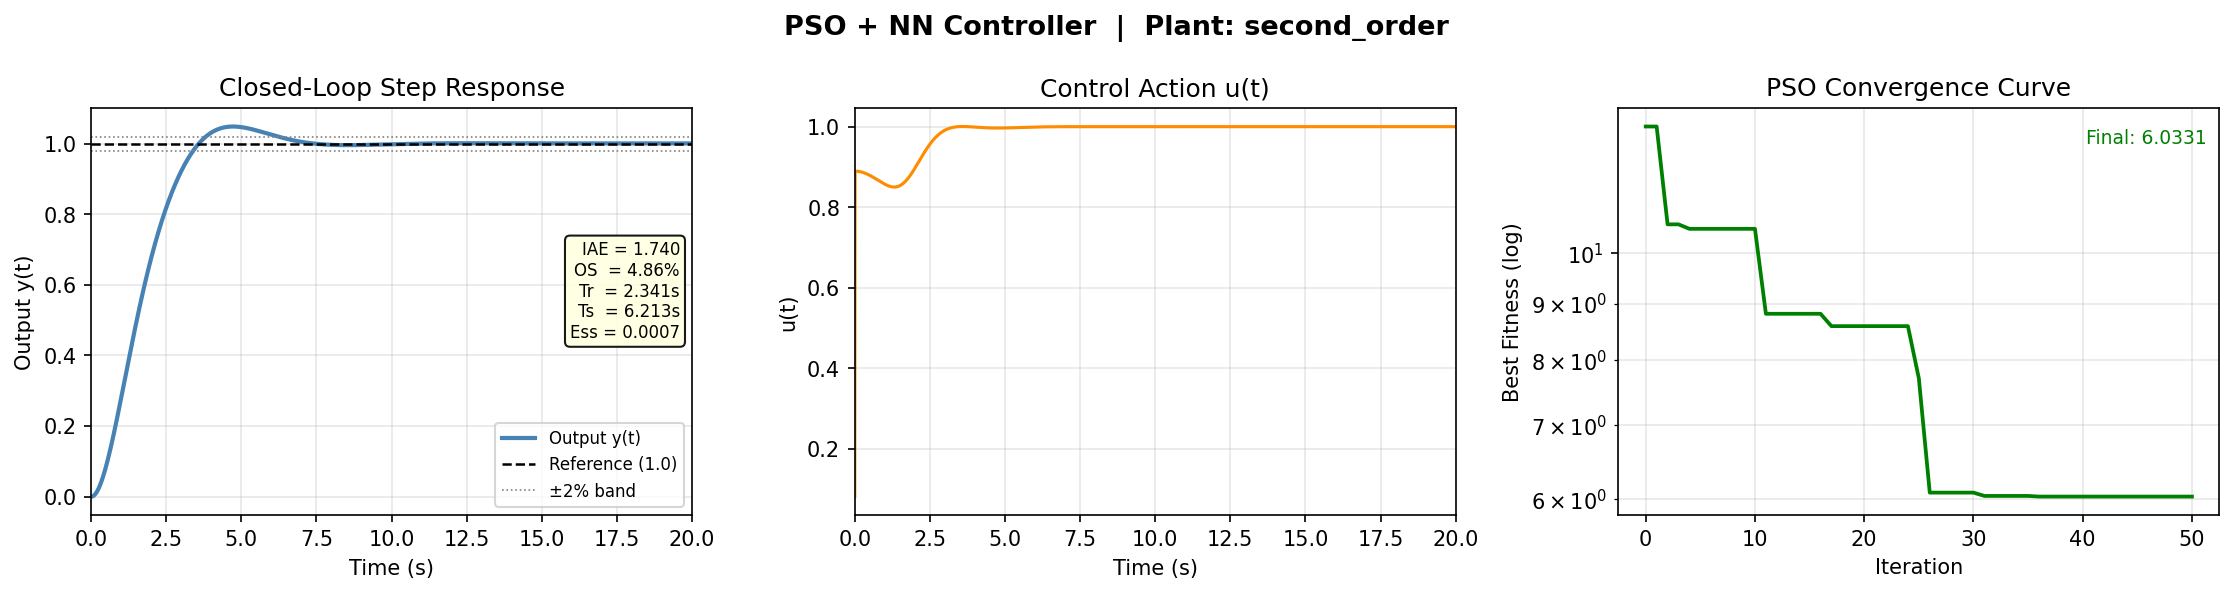 PSO + NN Controller | Plant: second_order
Closed-Loop Step Response
Output y(t)
1.0
0.8
0.6
0.4
0.2
0.0
IAE = 1.740
OS = 4.86%
Tr = 2.341s
Ts = 6.213s
Ess = 0.0007
Output y(t)
Reference (1.0)
±2% band
0.0 2.5 5.0 7.5 10.0 12.5 15.0 17.5 20.0
Time (s)
Control Action u(t)
u(t)
1.0
0.8
0.6
0.4
0.2
0.0 2.5 5.0 7.5 10.0 12.5 15.0 17.5 20.0
Time (s)
PSO Convergence Curve
Best Fitness (log)
Final: 6.0331
10¹
9 × 10⁰
8 × 10⁰
7 × 10⁰
6 × 10⁰
0 10 20 30 40 50
Iteration